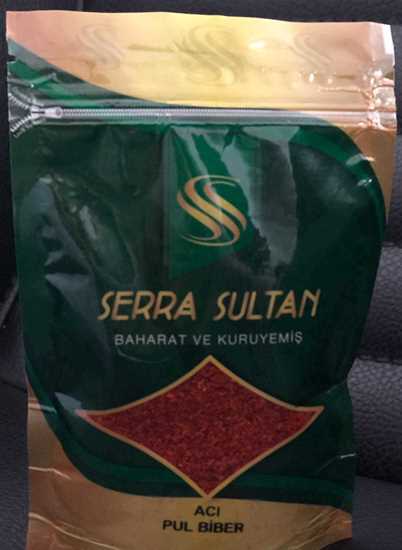 SERRA SULTAN
BAHARAT VE KURUYEMİŞ
ACI
PUL BİBER